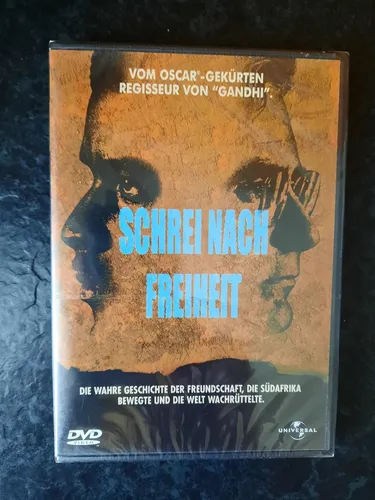 VOM OSCAR®-GEKÜRTEN
REGISSEUR VON "GANDHI".
SCHREI NACH
FREIHEIT
DIE WAHRE GESCHICHTE DER FREUNDSCHAFT, DIE SÜDAFRIKA
BEWEGTE UND DIE WELT WACHRÜTTELTE.
DVD
VIDEO
UNIVERSAL